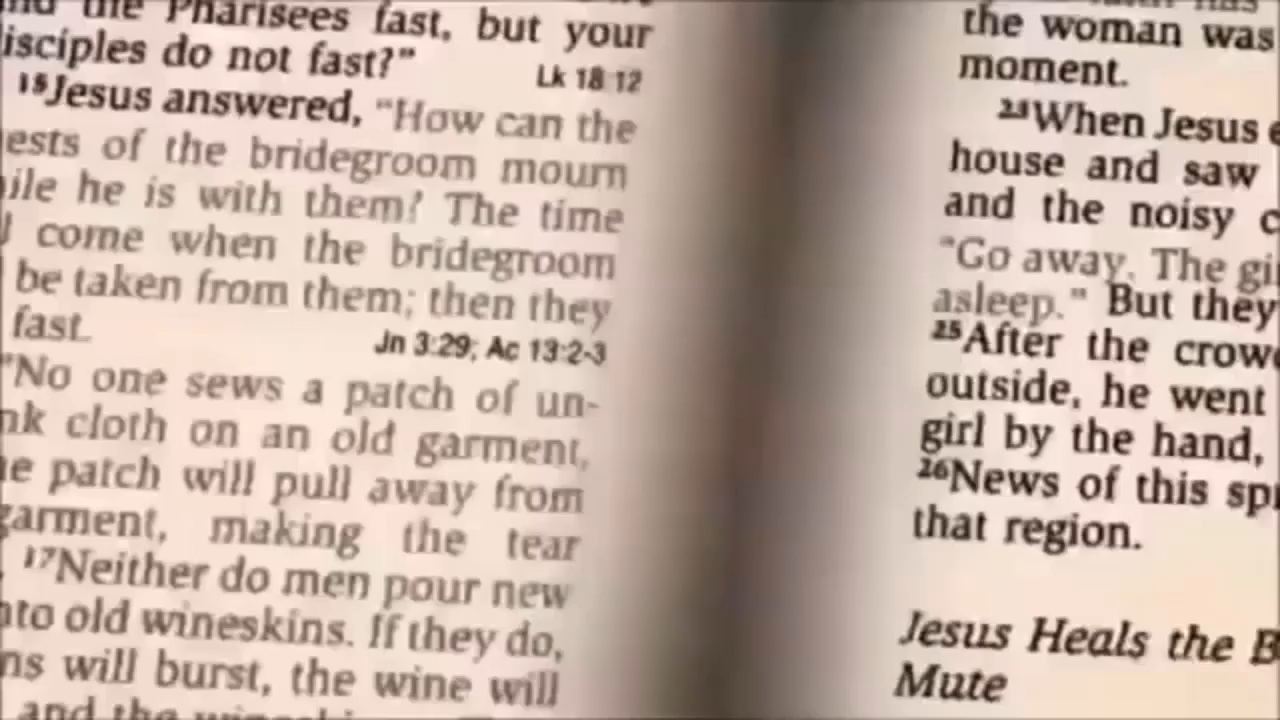 the Pharisees fast, but your
isciples do not fast?"
Lk 18:12
15Jesus answered, "How can the
ests of the bridegroom mourn
ile he is with them? The time
come when the bridegroom
be taken from them; then they
fast.
Jn 3:29; Ac 13:2-3
"No one sews a patch of un-
nk cloth on an old garment,
e patch will pull away from
garment, making the tear
17Neither do men pour new
nto old wineskins. If they do,
ns will burst, the wine will
and the
the woman was
moment.
23When Jesus e
house and saw
and the noisy c
"Go away. The gi
asleep." But they
25After the crow
outside, he went
girl by the hand,
26News of this sp
that region.
Jesus Heals the B
Mute